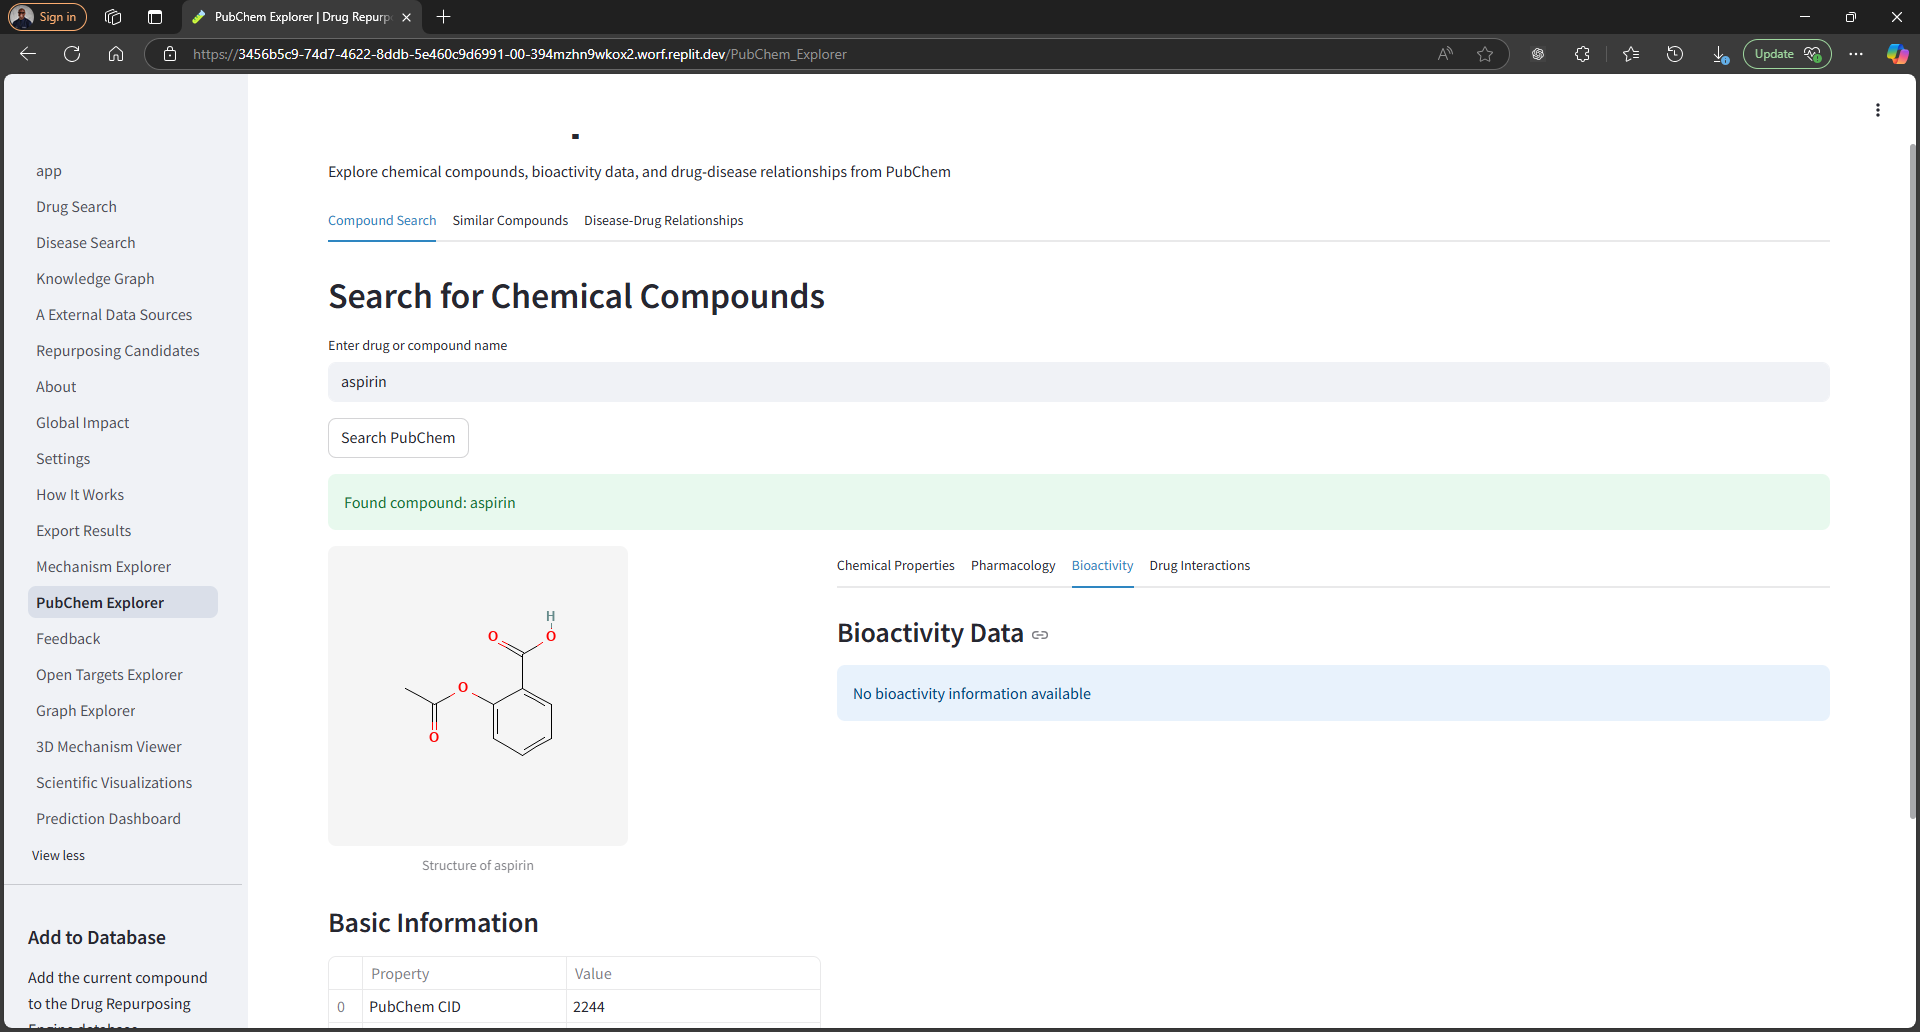 Sign in
PubChem Explorer | Drug Repurp
Update
https://3456b5c9-74d7-4622-8ddb-5e460c9d6991-00-394mzhn9wkox2.worf.replit.dev/PubChem_Explorer
app
Drug Search
Disease Search
Knowledge Graph
A External Data Sources
Repurposing Candidates
About
Global Impact
Settings
How It Works
Export Results
Mechanism Explorer
PubChem Explorer
Feedback
Open Targets Explorer
Graph Explorer
3D Mechanism Viewer
Scientific Visualizations
Prediction Dashboard
View less
Add to Database
Add the current compound
to the Drug Repurposing
Engine database
Explore chemical compounds, bioactivity data, and drug-disease relationships from PubChem
Compound Search Similar Compounds Disease-Drug Relationships
Search for Chemical Compounds
Enter drug or compound name
aspirin
Search PubChem
Found compound: aspirin
H
O O
O
O
Structure of aspirin
Chemical Properties Pharmacology Bioactivity Drug Interactions
Bioactivity Data
No bioactivity information available
Basic Information
Property Value
0 PubChem CID 2244